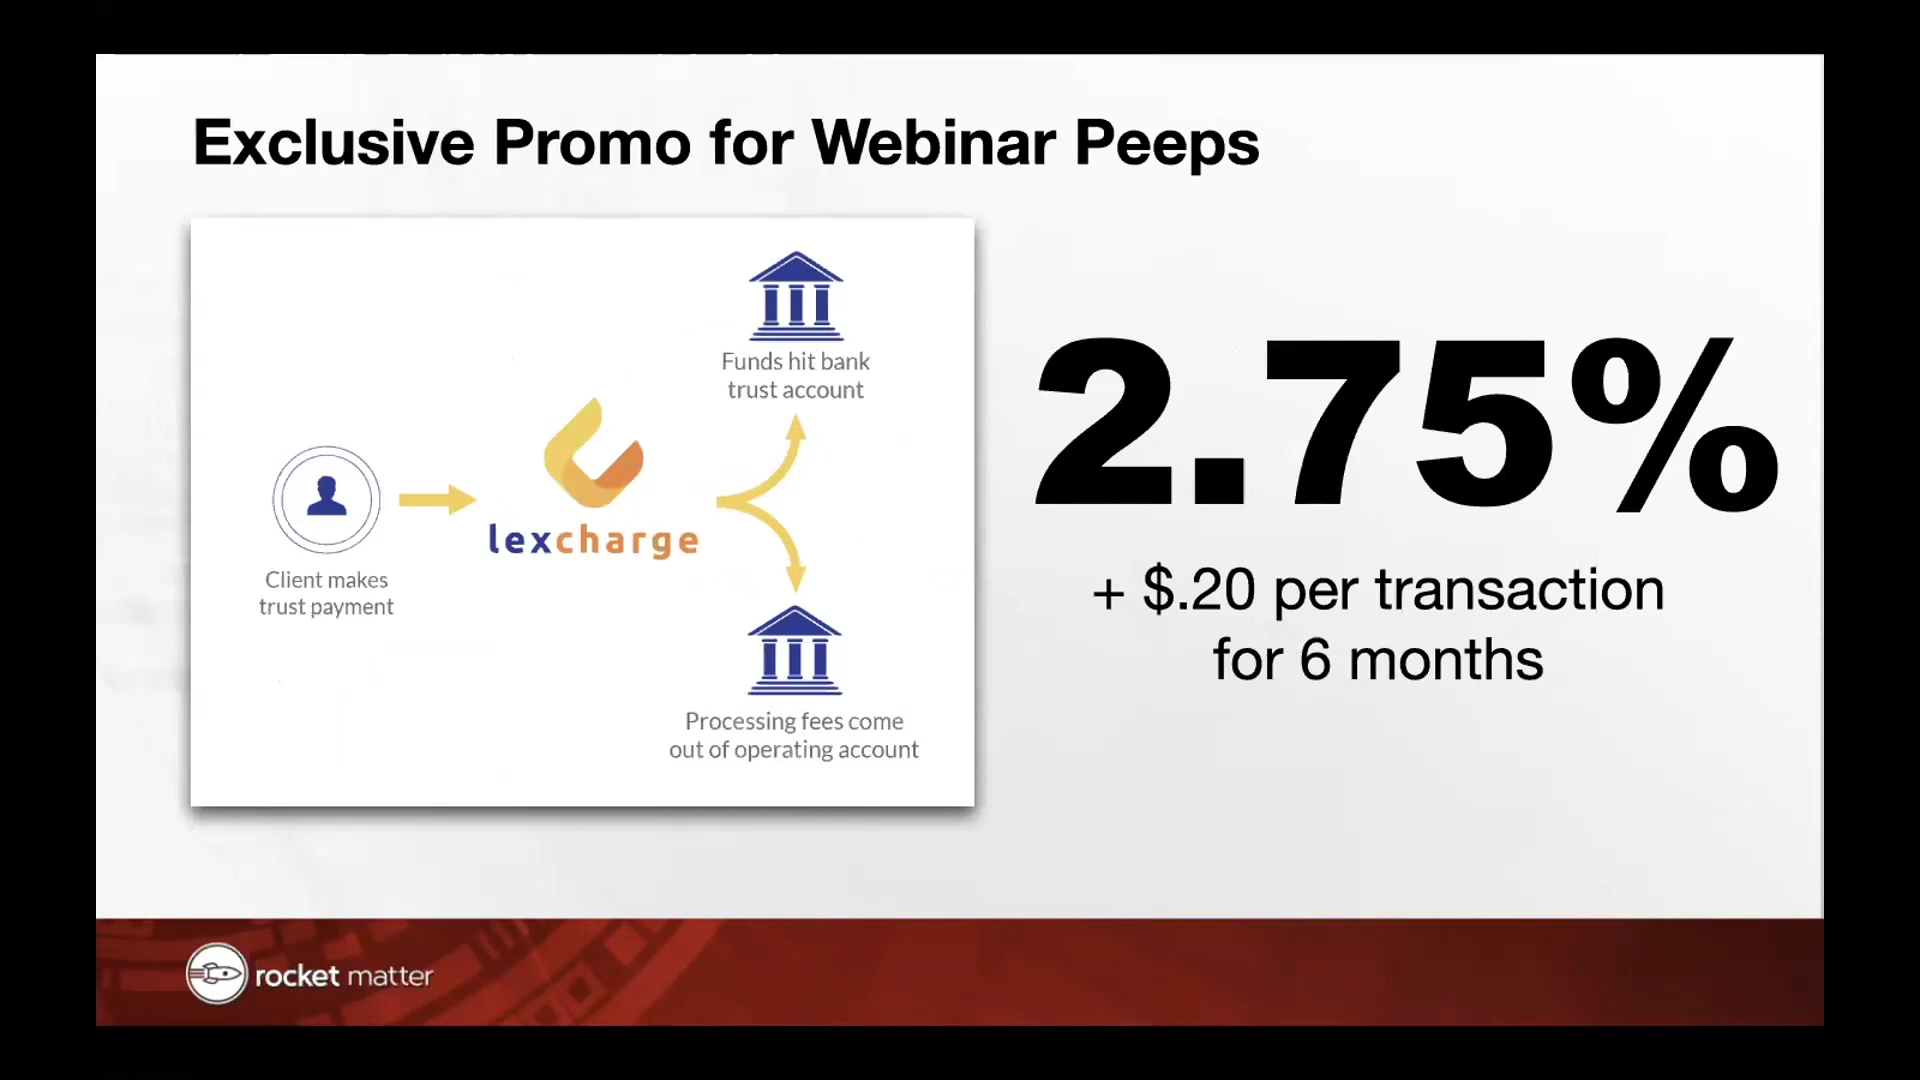 Exclusive Promo for Webinar Peeps
Funds hit bank
trust account
Client makes
trust payment
lexcharge
Processing fees come
out of operating account
2.75%
+ $.20 per transaction
for 6 months
rocket matter